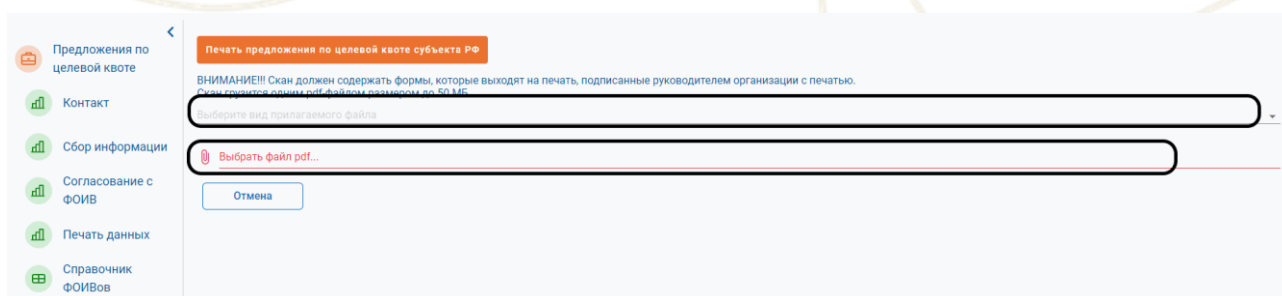 Предложения по
целевой квоте
Контакт
Сбор информации
Согласование с
ФОИВ
Печать данных
Справочник
ФОИВов
Печать предложения по целевой квоте субъекта РФ
ВНИМАНИЕ!!! Скан должен содержать формы, которые выходят на печать, подписанные руководителем организации с печатью.
Скан грузится одним pdf-файлом размером до 50 МБ
Выберите вид прилагаемого файла
Выбрать файл pdf...
Отмена